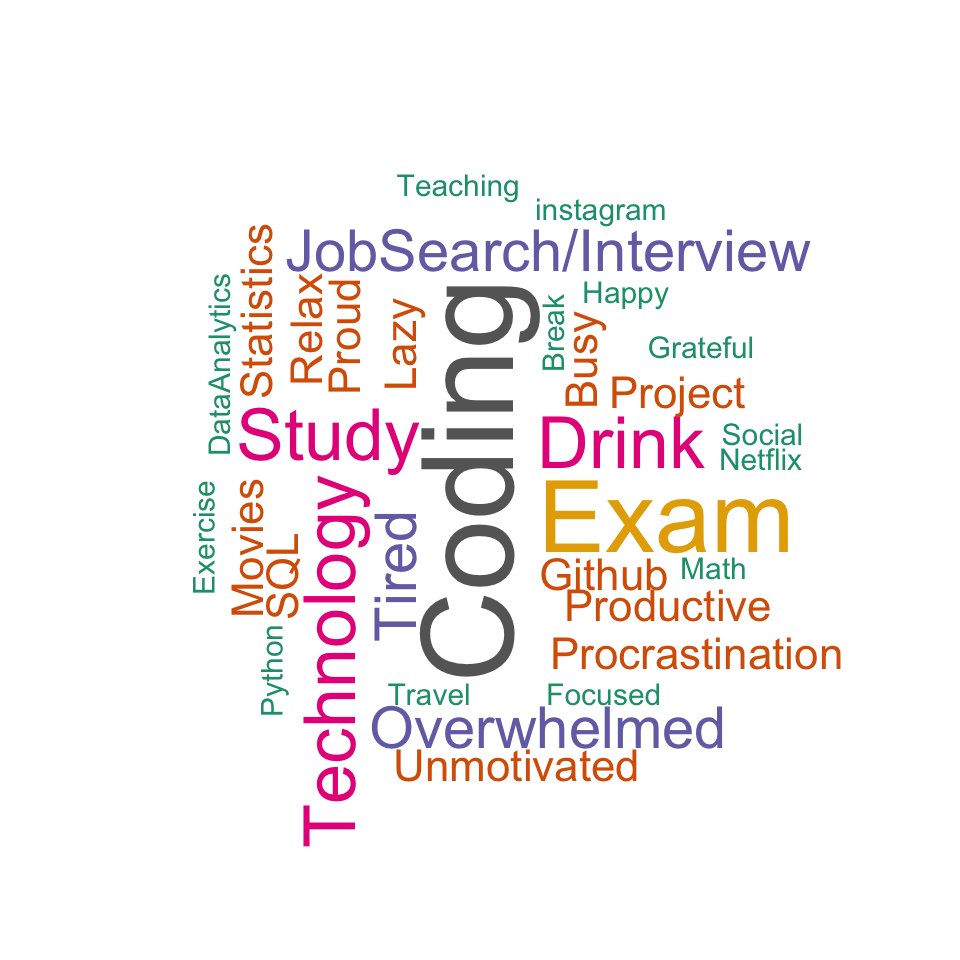 Teaching
instagram
JobSearch/Interview
Statistics
DataAnalytics
Relax
Proud
Lazy
Coding
Break
Happy
Busy
Grateful
Project
Study
Drink
Social
Netflix
Exercise
Movies
SQL
Technology
Tired
Exam
Github
Math
Productive
Python
Procrastination
Travel
Focused
Overwhelmed
Unmotivated